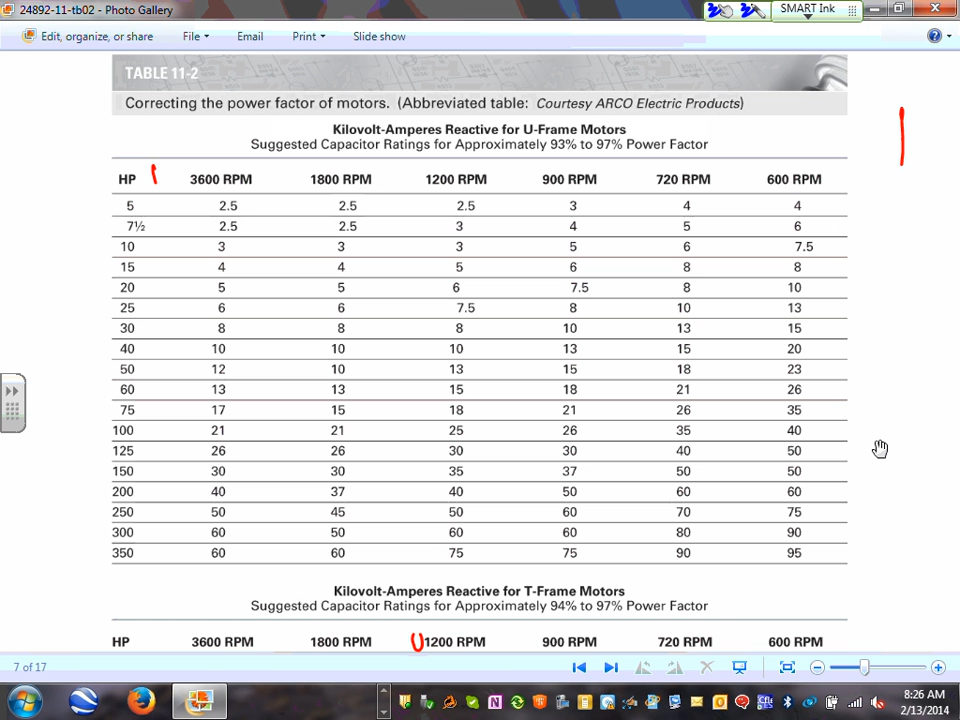 24892-11-tb02 - Photo Gallery
SMART Ink
Edit, organize, or share File Email Print Slide show
TABLE 11-2
Correcting the power factor of motors. (Abbreviated table: Courtesy ARCO Electric Products)
Kilovolt-Amperes Reactive for U-Frame Motors
Suggested Capacitor Ratings for Approximately 93% to 97% Power Factor
HP 3600 RPM 1800 RPM 1200 RPM 900 RPM 720 RPM 600 RPM
5 2.5 2.5 2.5 3 4 4
7½ 2.5 2.5 3 4 5 6
10 3 3 3 5 6 7.5
15 4 4 5 6 8 8
20 5 5 6 7.5 8 10
25 6 6 7.5 8 10 13
30 8 8 8 10 13 15
40 10 10 10 13 15 20
50 12 10 13 15 18 23
60 13 13 15 18 21 26
75 17 15 18 21 26 35
100 21 21 25 26 35 40
125 26 26 30 30 40 50
150 30 30 35 37 50 50
200 40 37 40 50 60 60
250 50 45 50 60 70 75
300 60 50 60 60 80 90
350 60 60 75 75 90 95
Kilovolt-Amperes Reactive for T-Frame Motors
Suggested Capacitor Ratings for Approximately 94% to 97% Power Factor
HP 3600 RPM 1800 RPM 1200 RPM 900 RPM 720 RPM 600 RPM
7 of 17
8:26 AM
2/13/2014